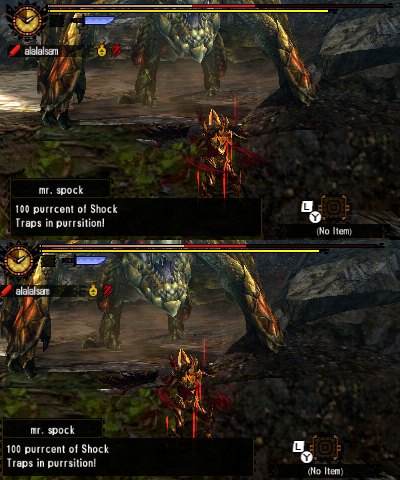 alalalsam
mr. spock
100 purrcent of Shock
Traps in purrsition!
L
Y
(No Item)
alalalsam
mr. spock
100 purrcent of Shock
Traps in purrsition!
L
Y
(No Item)